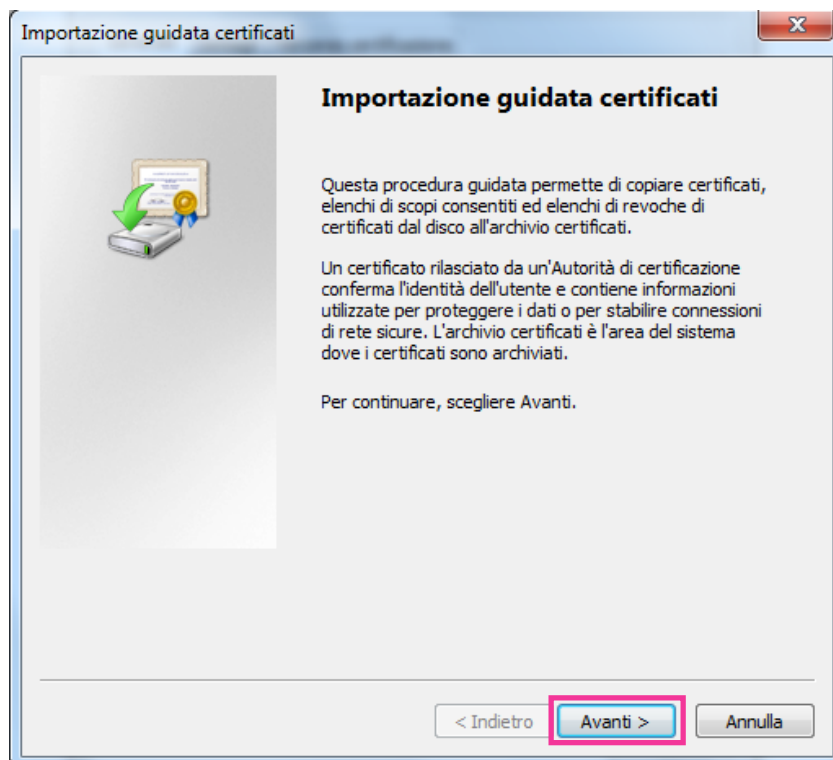 Importazione guidata certificati
Importazione guidata certificati
Questa procedura guidata permette di copiare certificati,
elenchi di scopi consentiti ed elenchi di revoche di
certificati dal disco all'archivio certificati.
Un certificato rilasciato da un'Autorità di certificazione
conferma l'identità dell'utente e contiene informazioni
utilizzate per proteggere i dati o per stabilire connessioni
di rete sicure. L'archivio certificati è l'area del sistema
dove i certificati sono archiviati.
Per continuare, scegliere Avanti.
< Indietro Avanti > Annulla